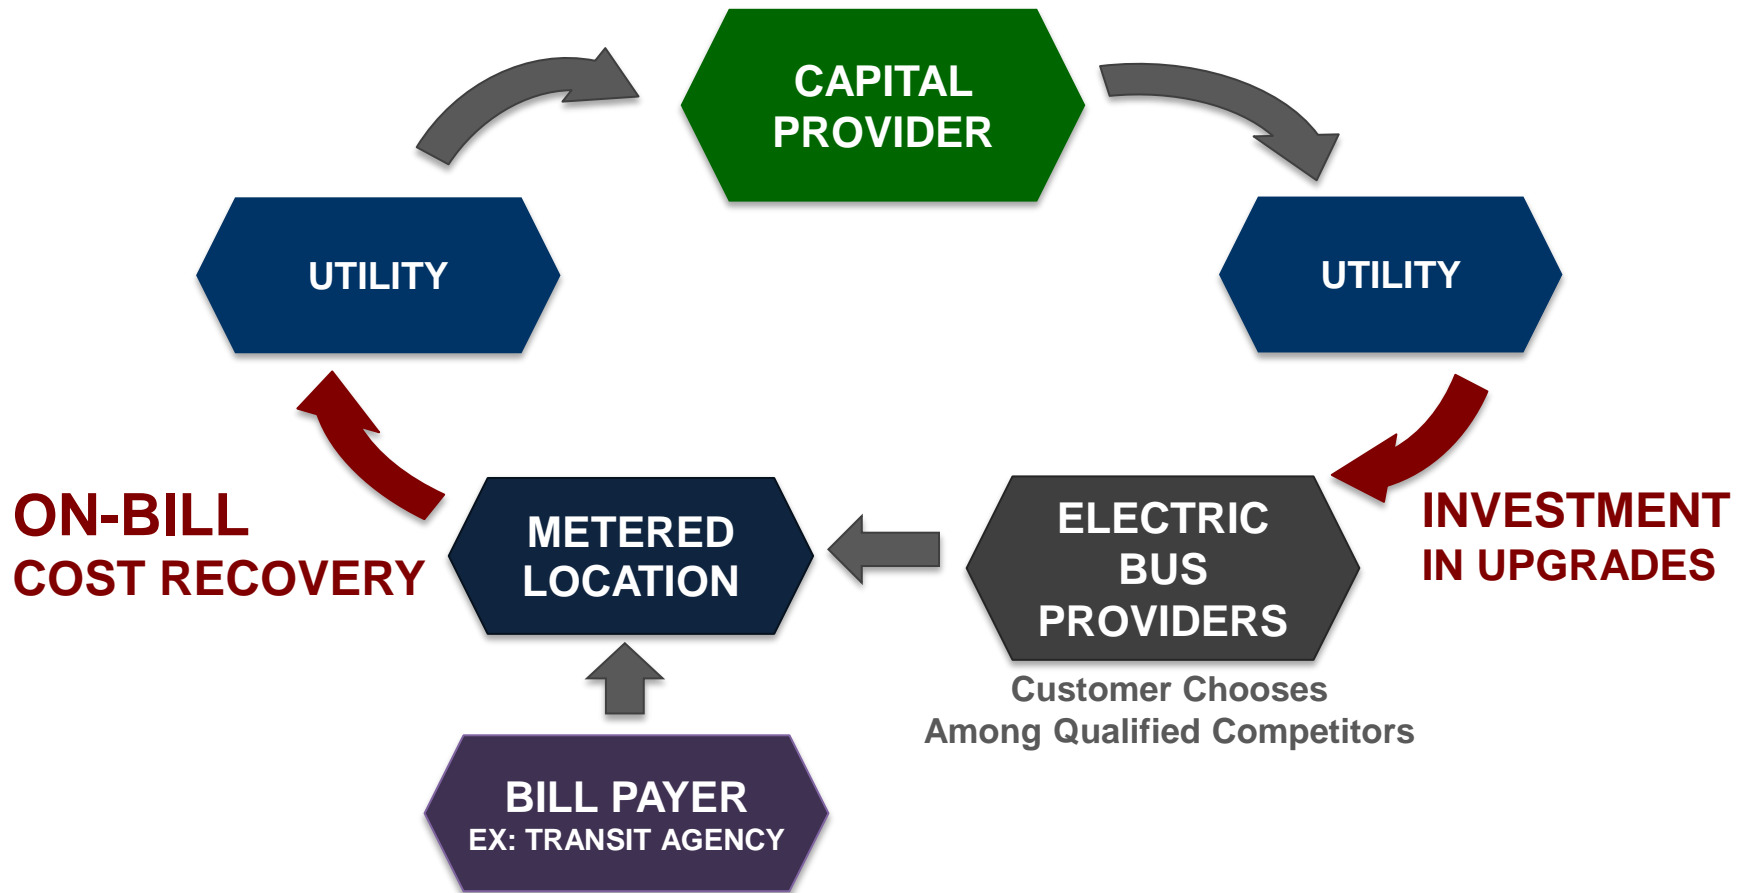 CAPITAL
PROVIDER
UTILITY
UTILITY
ON-BILL
COST RECOVERY
METERED
LOCATION
ELECTRIC
BUS
PROVIDERS
INVESTMENT
IN UPGRADES
Customer Chooses
Among Qualified Competitors
BILL PAYER
EX: TRANSIT AGENCY